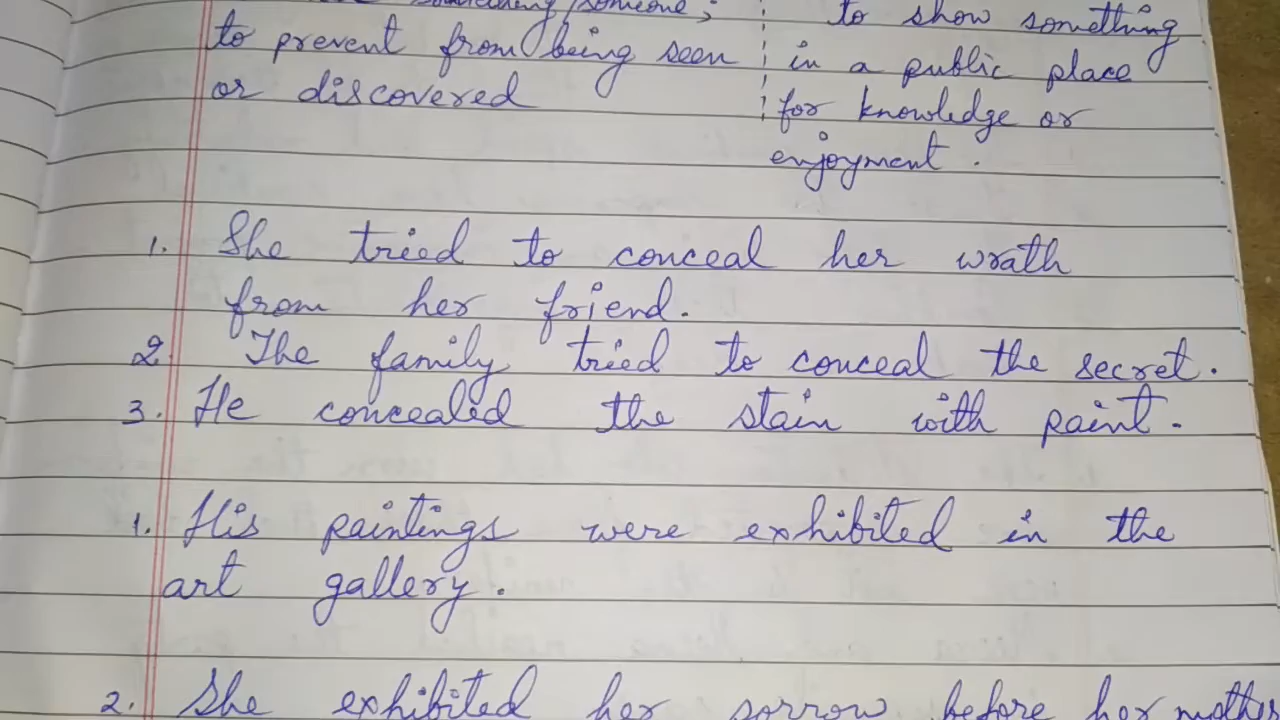 something/someone;
to prevent from being seen
or discovered
to show something
in a public place
for knowledge or
enjoyment.
1. She tried to conceal her wrath
from her friend.
2. The family tried to conceal the secret.
3. He concealed the stain with paint.
1. His paintings were exhibited in the
art gallery.
2. She exhibited her sorrow before her mother